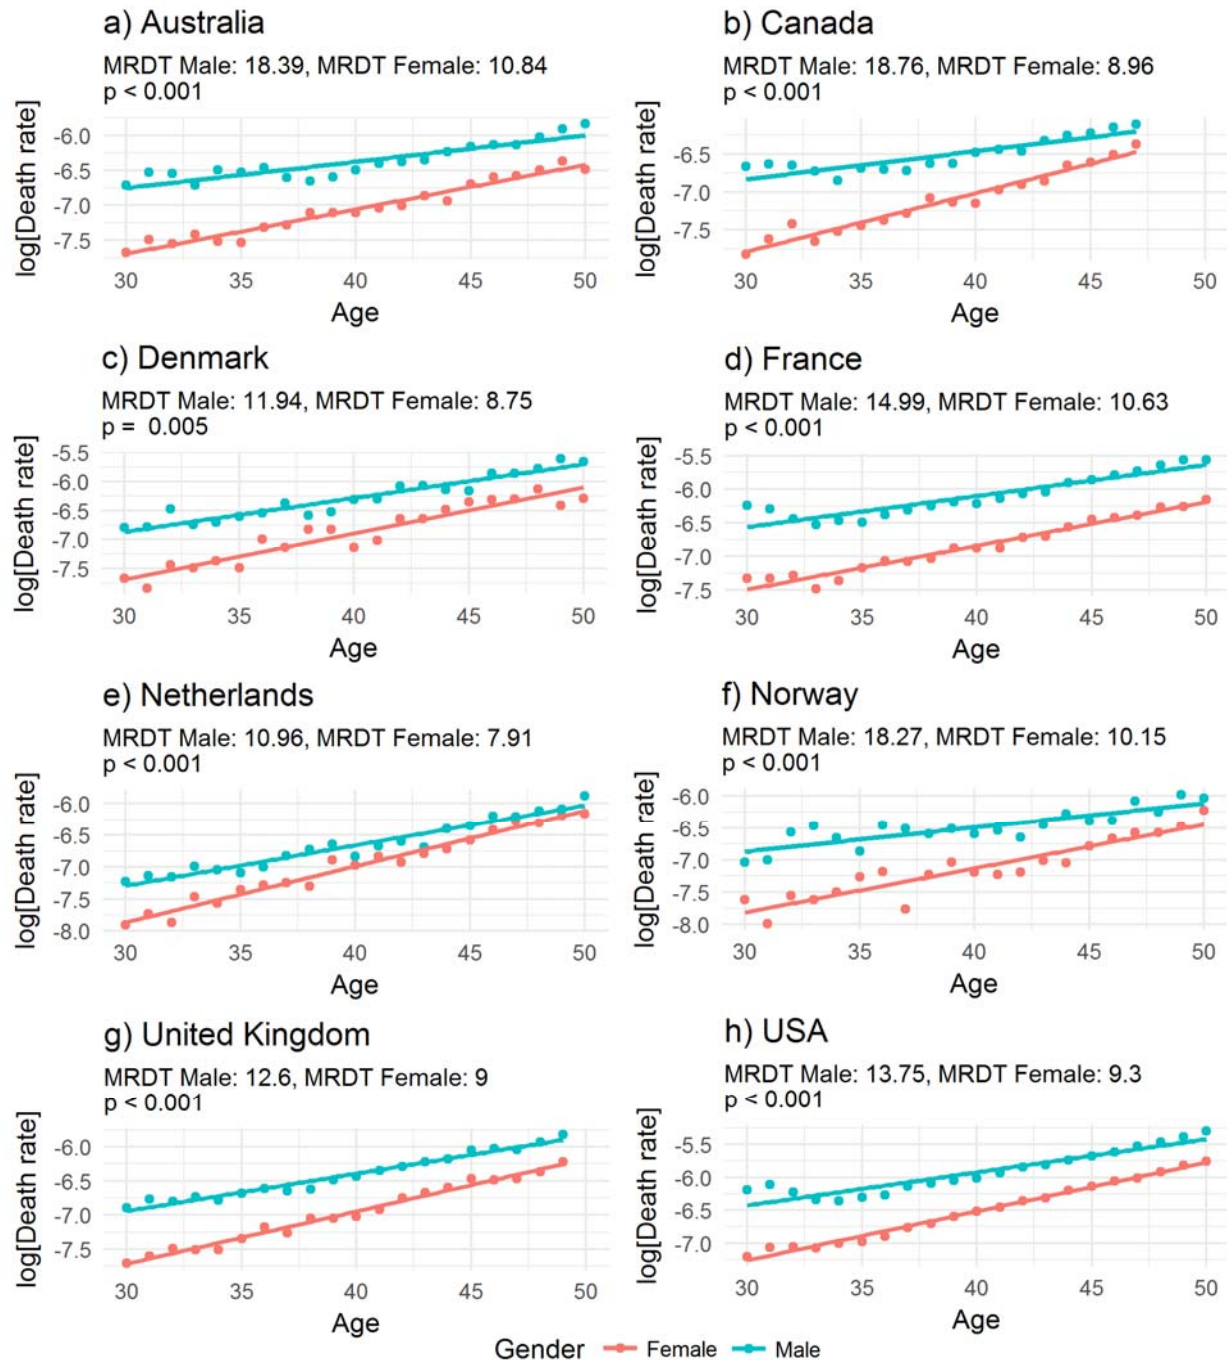 a) Australia
MRDT Male: 18.39, MRDT Female: 10.84
p < 0.001
log[Death rate]
-6.0
-6.5
-7.0
-7.5
30 35 40 45 50
Age
b) Canada
MRDT Male: 18.76, MRDT Female: 8.96
p < 0.001
log[Death rate]
-6.5
-7.0
-7.5
30 35 40 45 50
Age
c) Denmark
MRDT Male: 11.94, MRDT Female: 8.75
p = 0.005
log[Death rate]
-5.5
-6.0
-6.5
-7.0
-7.5
30 35 40 45 50
Age
d) France
MRDT Male: 14.99, MRDT Female: 10.63
p < 0.001
log[Death rate]
-5.5
-6.0
-6.5
-7.0
-7.5
30 35 40 45 50
Age
e) Netherlands
MRDT Male: 10.96, MRDT Female: 7.91
p < 0.001
log[Death rate]
-6.0
-6.5
-7.0
-7.5
-8.0
30 35 40 45 50
Age
f) Norway
MRDT Male: 18.27, MRDT Female: 10.15
p < 0.001
log[Death rate]
-6.0
-6.5
-7.0
-7.5
-8.0
30 35 40 45 50
Age
g) United Kingdom
MRDT Male: 12.6, MRDT Female: 9
p < 0.001
log[Death rate]
-6.0
-6.5
-7.0
-7.5
30 35 40 45 50
Age
h) USA
MRDT Male: 13.75, MRDT Female: 9.3
p < 0.001
log[Death rate]
-5.5
-6.0
-6.5
-7.0
30 35 40 45 50
Age
Gender Female Male